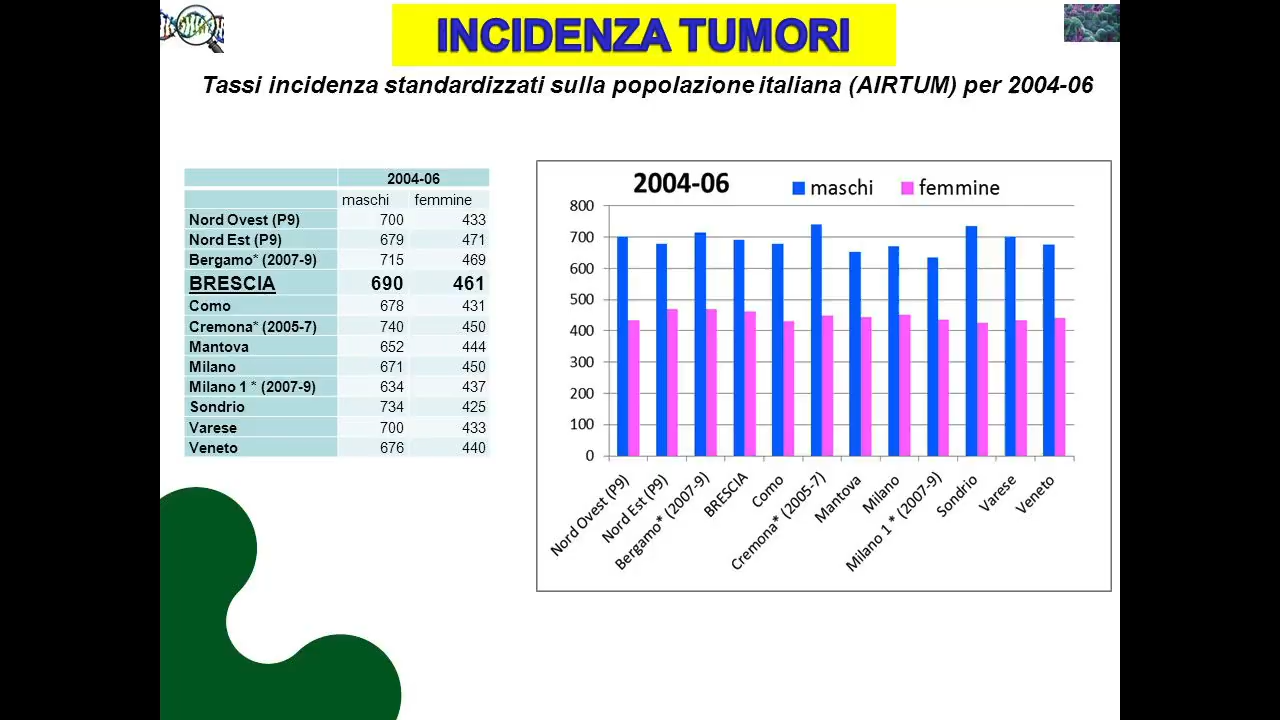 INCIDENZA TUMORI
Tassi incidenza standardizzati sulla popolazione italiana (AIRTUM) per 2004-06
2004-06
maschi femmine
Nord Ovest (P9) 700 433
Nord Est (P9) 679 471
Bergamo* (2007-9) 715 469
BRESCIA 690 461
Como 678 431
Cremona* (2005-7) 740 450
Mantova 652 444
Milano 671 450
Milano 1 * (2007-9) 634 437
Sondrio 734 425
Varese 700 433
Veneto 676 440
2004-06 maschi femmine
800
700
600
500
400
300
200
100
0
Nord Ovest (P9)
Nord Est (P9)
Bergamo* (2007-9)
BRESCIA
Como
Cremona* (2005-7)
Mantova
Milano
Milano 1 * (2007-9)
Sondrio
Varese
Veneto